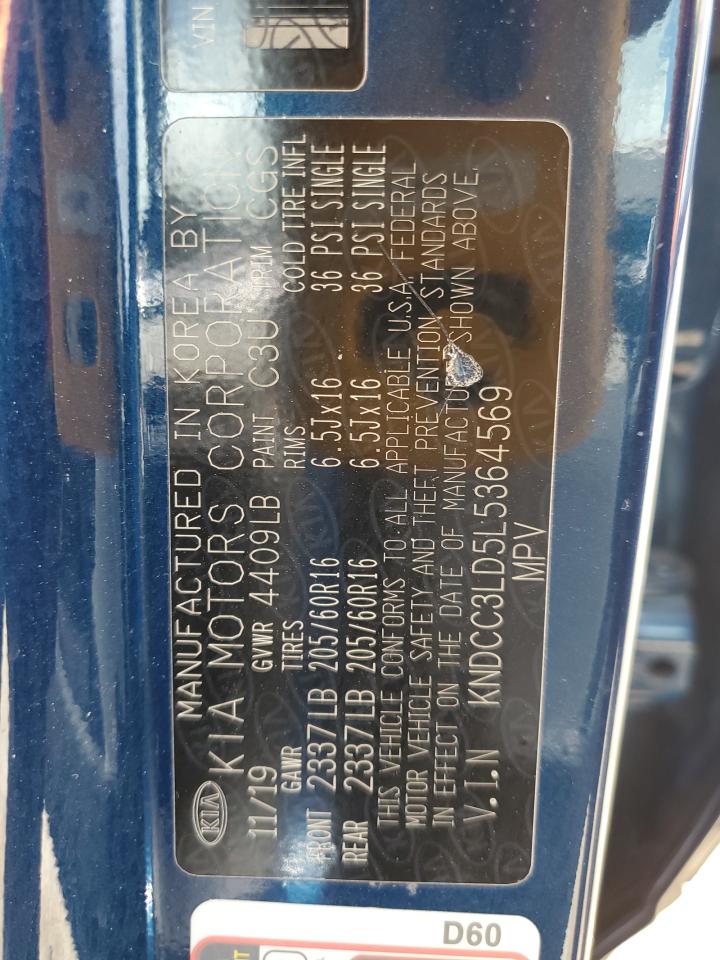 VIN
KIA
MANUFACTURED IN KOREA BY
KIA MOTORS CORPORATION
11/19 GVWR 4409LB PAINT C3U TRIM CGS
GAWR TIRES RIMS COLD TIRE INFL
FRONT 2337LB 205/60R16 6.5Jx16 36 PSI SINGLE
REAR 2337LB 205/60R16 6.5Jx16 36 PSI SINGLE
THIS VEHICLE CONFORMS TO ALL APPLICABLE U.S.A. FEDERAL
MOTOR VEHICLE SAFETY AND THEFT PREVENTION STANDARDS
IN EFFECT ON THE DATE OF MANUFACTU SHOWN ABOVE.
V.I.N KNDCC3LD5L5364569
MPV
D60